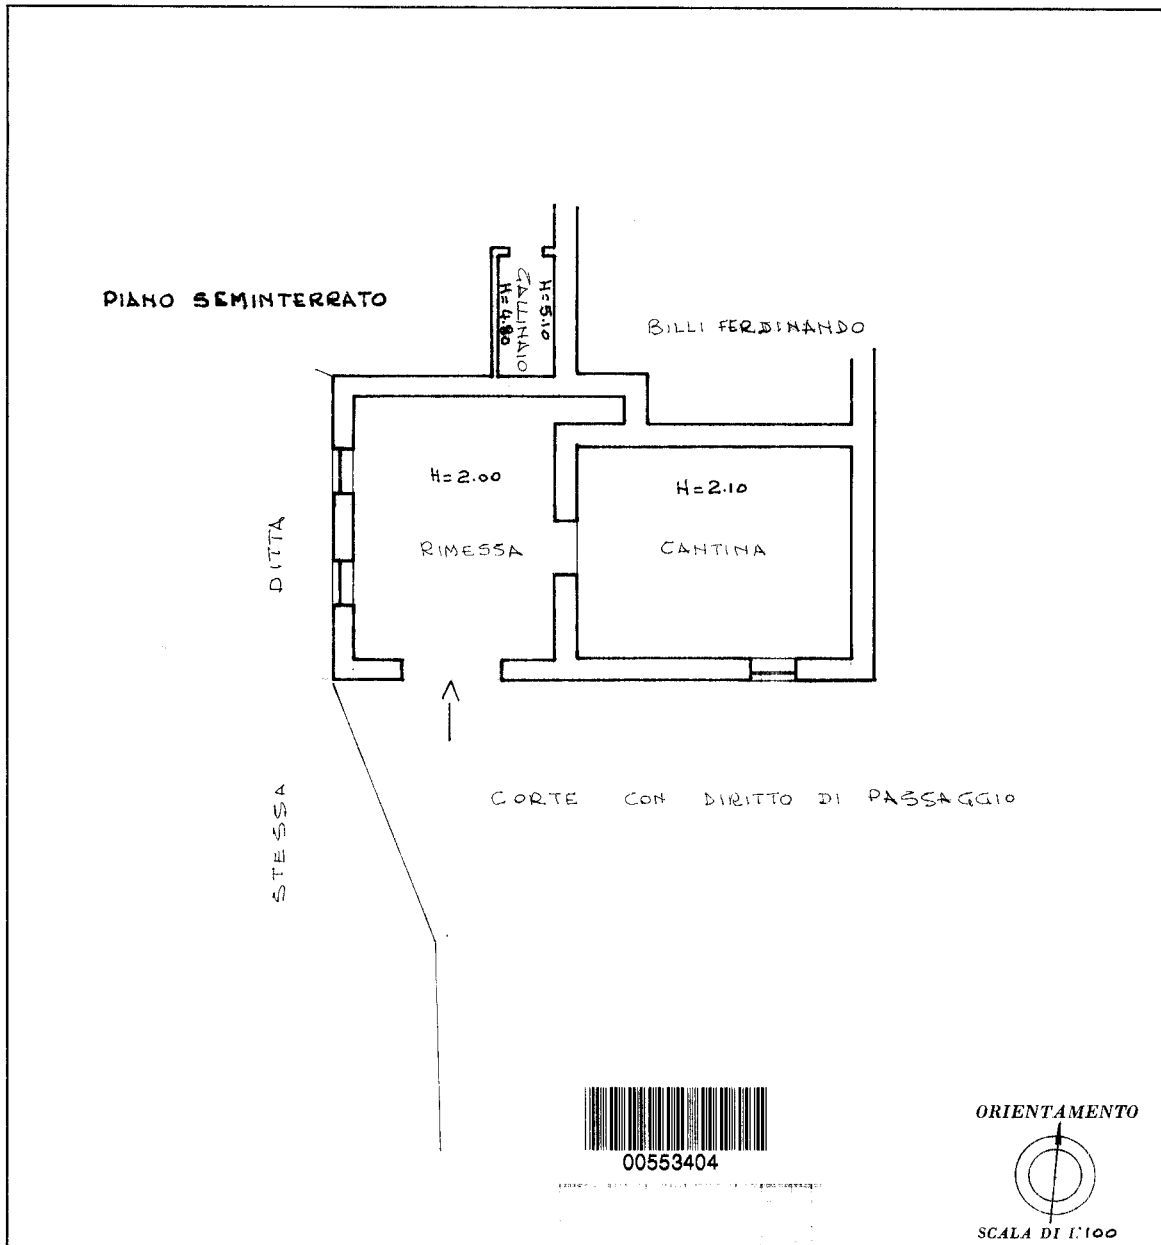 PIANO SEMINTERRATO
GALLINAIO
H=4.80
H=5.10
BILLI FERDINANDO
H=2.00
RIMESSA
H=2.10
CANTINA
DITTA
STESSA
CORTE CON DIRITTO DI PASSAGGIO
00553404
ORIENTAMENTO
SCALA DI 1:100